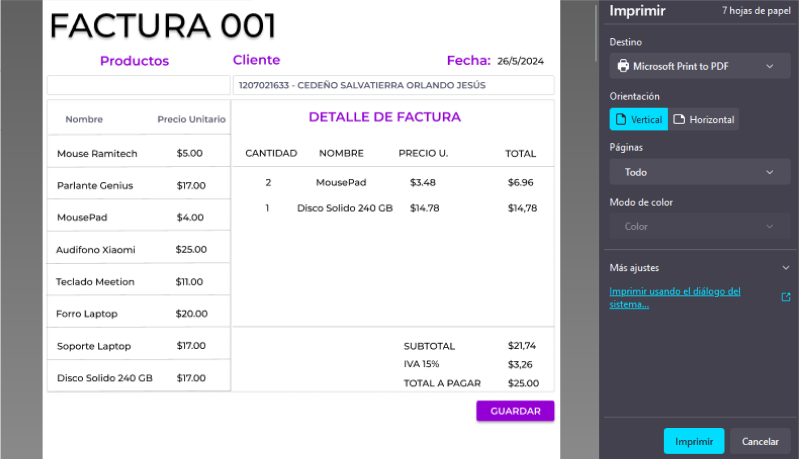 FACTURA 001
Productos
Cliente
Fecha: 26/5/2024
1207021633 - CEDEÑO SALVATIERRA ORLANDO JESÚS
Nombre Precio Unitario
Mouse Ramitech $5.00
Parlante Genius $17.00
MousePad $4.00
Audifono Xiaomi $25.00
Teclado Meetion $11.00
Forro Laptop $20.00
Soporte Laptop $17.00
Disco Solido 240 GB $17.00
DETALLE DE FACTURA
CANTIDAD NOMBRE PRECIO U. TOTAL
2 MousePad $3.48 $6.96
1 Disco Solido 240 GB $14.78 $14,78
SUBTOTAL $21,74
IVA 15% $3,26
TOTAL A PAGAR $25.00
GUARDAR
Imprimir 7 hojas de papel
Destino
Microsoft Print to PDF
Orientación
Vertical Horizontal
Páginas
Todo
Modo de color
Color
Más ajustes
Imprimir usando el diálogo del
sistema...
Imprimir Cancelar